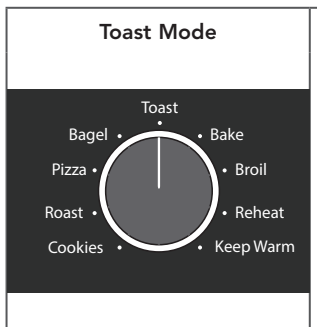 Toast Mode
Toast
Bagel
Bake
Pizza
Broil
Roast
Reheat
Cookies
Keep Warm